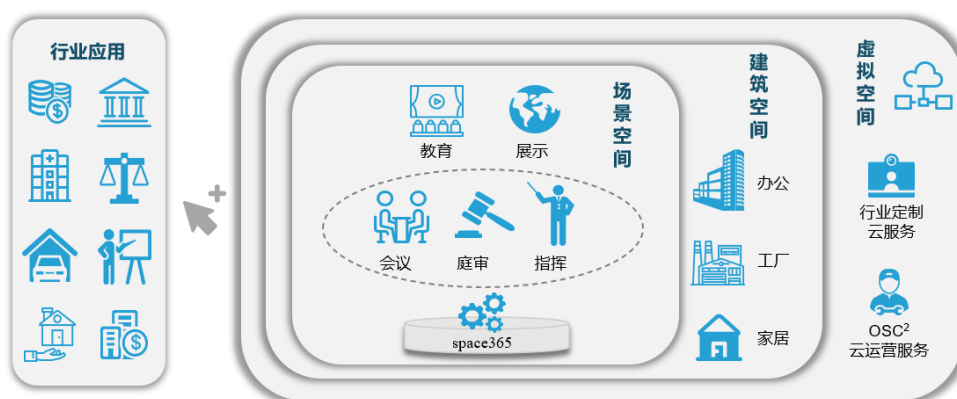 行业应用
场景空间
教育
展示
会议
庭审
指挥
space365
建筑空间
办公
工厂
家居
虚拟空间
行业定制
云服务
OSC²
云运营服务